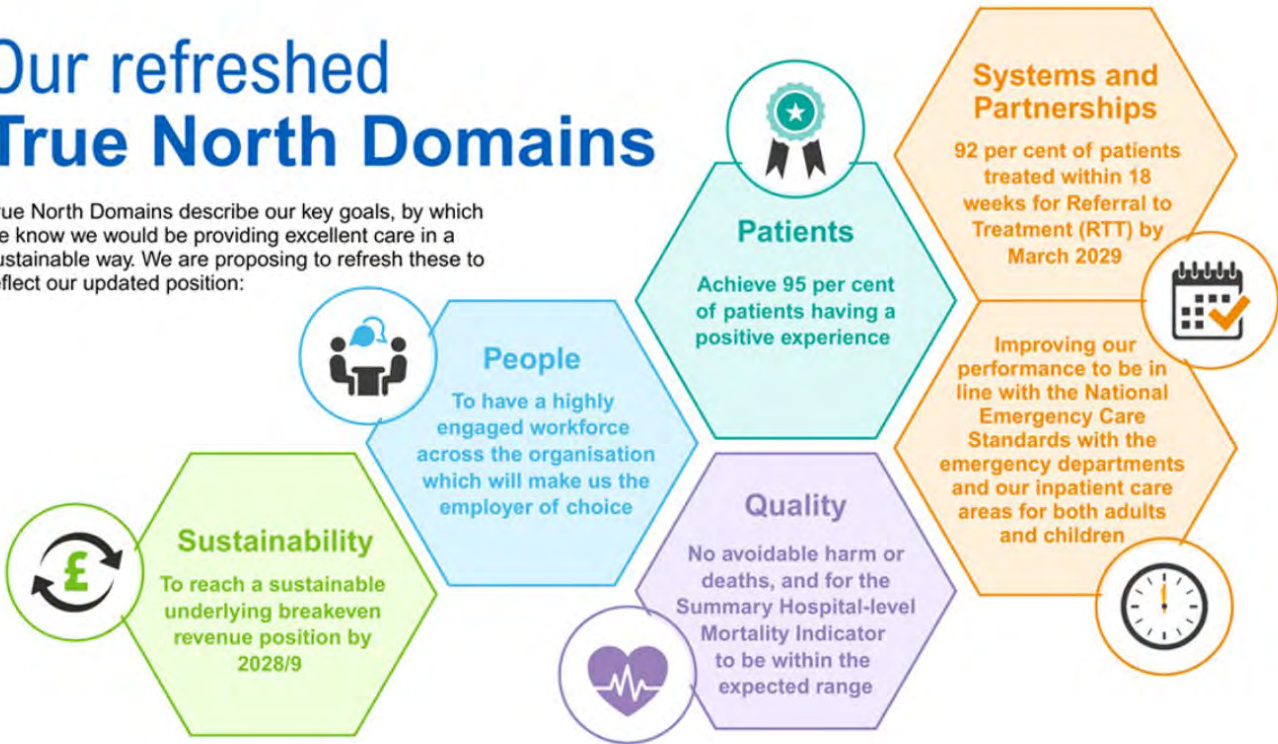 Our refreshed
True North Domains
rue North Domains describe our key goals, by which
e know we would be providing excellent care in a
ustainable way. We are proposing to refresh these to
eflect our updated position:
Systems and
Partnerships
92 per cent of patients
treated within 18
weeks for Referral to
Treatment (RTT) by
March 2029
Improving our
performance to be in
line with the National
Emergency Care
Standards with the
emergency departments
and our inpatient care
areas for both adults
and children
Patients
Achieve 95 per cent
of patients having a
positive experience
People
To have a highly
engaged workforce
across the organisation
which will make us the
employer of choice
Quality
No avoidable harm or
deaths, and for the
Summary Hospital-level
Mortality Indicator
to be within the
expected range
Sustainability
To reach a sustainable
underlying breakeven
revenue position by
2028/9
£